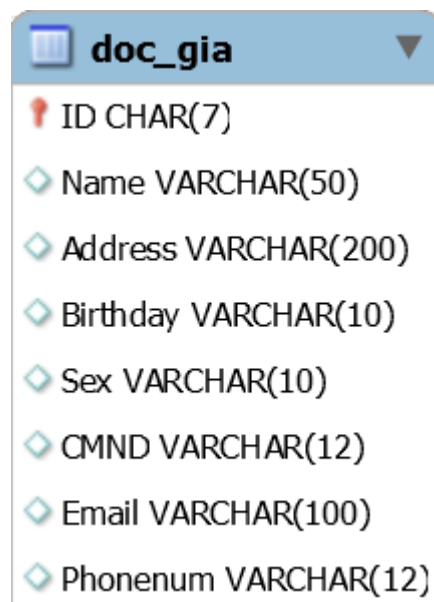 doc_gia
ID CHAR(7)
Name VARCHAR(50)
Address VARCHAR(200)
Birthday VARCHAR(10)
Sex VARCHAR(10)
CMND VARCHAR(12)
Email VARCHAR(100)
Phonenum VARCHAR(12)